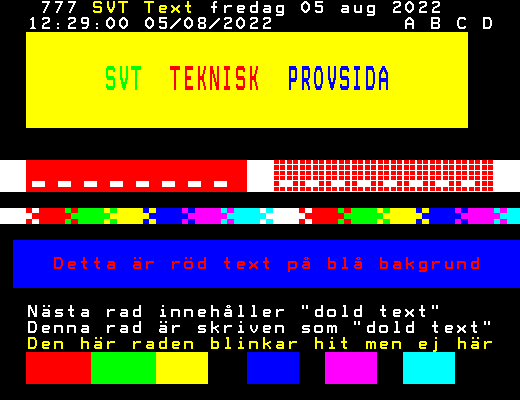 777 SVT Text fredag 05 aug 2022
12:29:00 05/08/2022 A B C D
SVT TEKNISK PROVSIDA
Detta är röd text på blå bakgrund
Nästa rad innehåller "dold text"
Denna rad är skriven som "dold text"
Den här raden blinkar hit men ej här